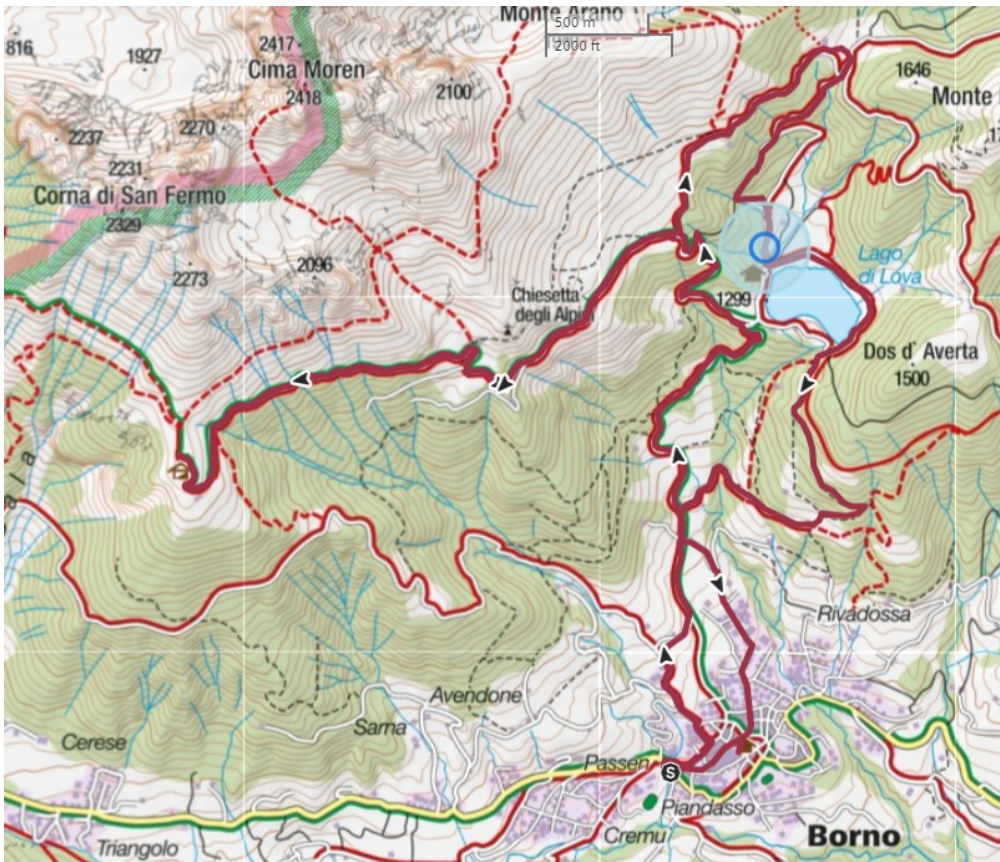 Monte Arano
500 m
2000 ft
816
1927
2417
Cima Moren
2418
2100
1646
Monte
2237
2270
2231
Corna di San Fermo
2329
2273
2096
Lago
di Lova
1299
Chiesetta
degli Alpini
Dos d'Averta
1500
ala
Rivadossa
Avendone
Sarna
Cerese
Passen
S
Piandasso
Cremu
Borno
Triangolo